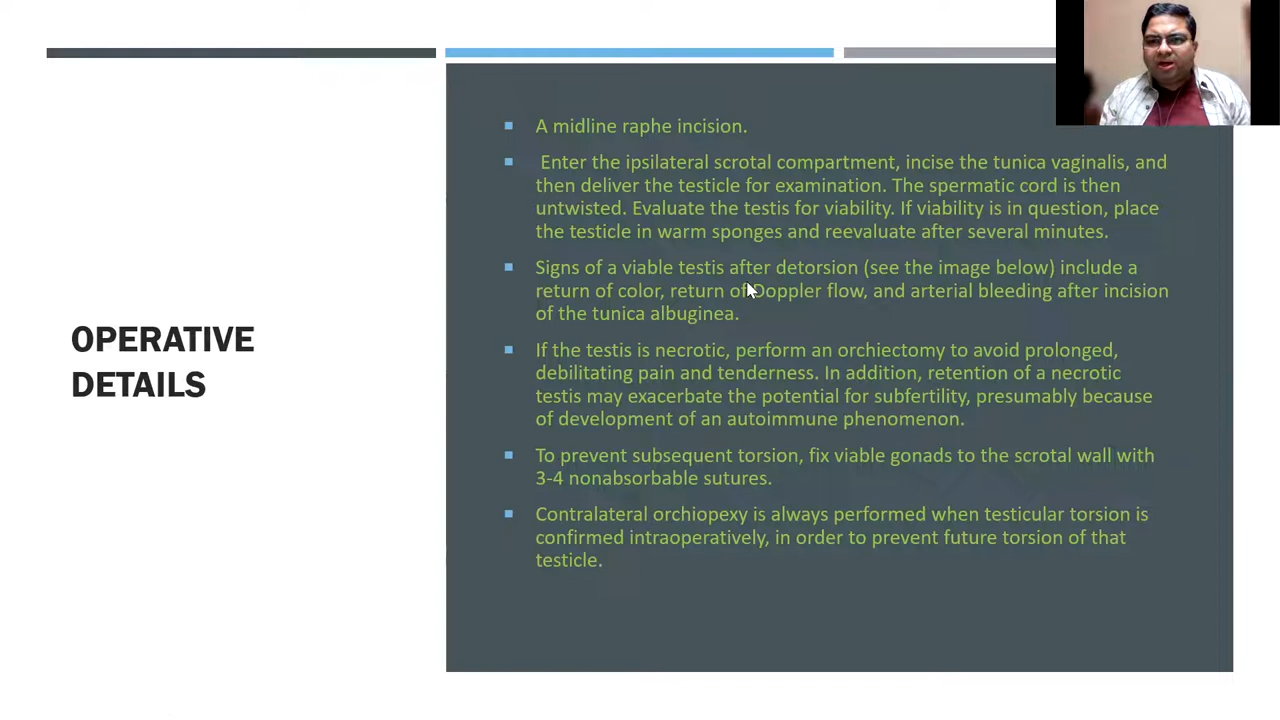 OPERATIVE
DETAILS
A midline raphe incision.
Enter the ipsilateral scrotal compartment, incise the tunica vaginalis, and
then deliver the testicle for examination. The spermatic cord is then
untwisted. Evaluate the testis for viability. If viability is in question, place
the testicle in warm sponges and reevaluate after several minutes.
Signs of a viable testis after detorsion (see the image below) include a
return of color, return of Doppler flow, and arterial bleeding after incision
of the tunica albuginea.
If the testis is necrotic, perform an orchiectomy to avoid prolonged,
debilitating pain and tenderness. In addition, retention of a necrotic
testis may exacerbate the potential for subfertility, presumably because
of development of an autoimmune phenomenon.
To prevent subsequent torsion, fix viable gonads to the scrotal wall with
3-4 nonabsorbable sutures.
Contralateral orchiopexy is always performed when testicular torsion is
confirmed intraoperatively, in order to prevent future torsion of that
testicle.